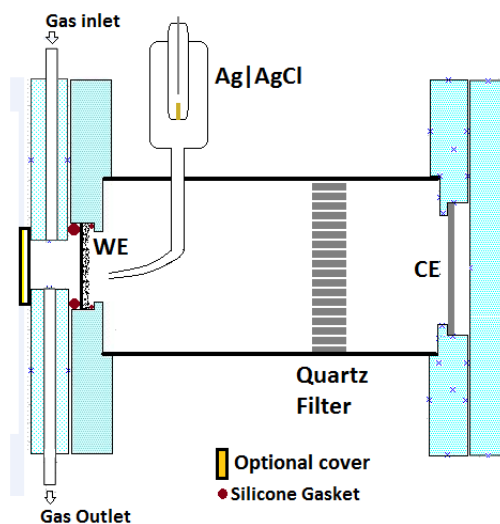 Gas inlet
Ag|AgCl
WE
CE
Quartz
Filter
Optional cover
Silicone Gasket
Gas Outlet